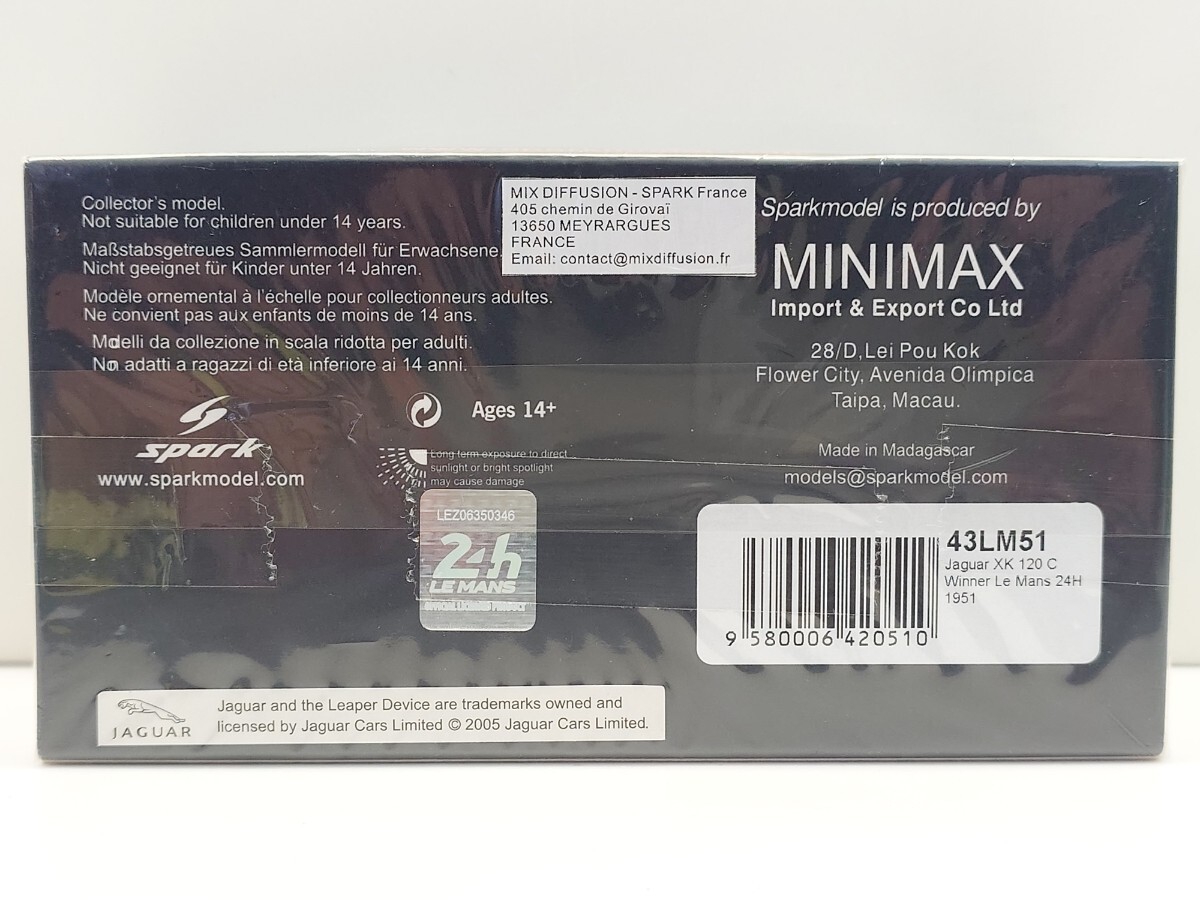 Collector's model.
Not suitable for children under 14 years.
Maßstabsgetreues Sammlermodell für Erwachsene
Nicht geeignet für Kinder unter 14 Jahren.
Modèle ornemental à l'échelle pour collectionneurs adultes.
Ne convient pas aux enfants de moins de 14 ans.
Modelli da collezione in scala ridotta per adulti.
Non adatti a ragazzi di età inferiore ai 14 anni.
spark
www.sparkmodel.com
Ages 14+
Long term exposure to direct
sunlight or bright spotlight
may cause damage
LEZ06350346
24h
LE MANS
OFFICIAL LICENSED PRODUCT
MIX DIFFUSION - SPARK France
405 chemin de Girovaï
13650 MEYRARGUES
FRANCE
Email: contact@mixdiffusion.fr
Sparkmodel is produced by
MINIMAX
Import & Export Co Ltd
28/D,Lei Pou Kok
Flower City, Avenida Olimpica
Taipa, Macau.
Made in Madagascar
models@sparkmodel.com
43LM51
Jaguar XK 120 C
Winner Le Mans 24H
1951
9 580006 420510
JAGUAR
Jaguar and the Leaper Device are trademarks owned and
licensed by Jaguar Cars Limited © 2005 Jaguar Cars Limited.